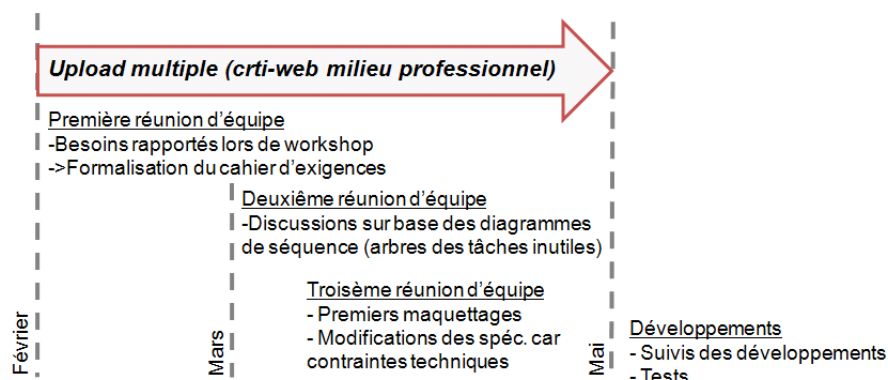 Upload multiple (crti-web milieu professionnel)
Première réunion d'équipe
-Besoins rapportés lors de workshop
->Formalisation du cahier d'exigences
Deuxième réunion d'équipe
-Discussions sur base des diagrammes
de séquence (arbres des tâches inutiles)
Troisème réunion d'équipe
- Premiers maquettages
- Modifications des spéc. car
contraintes techniques
Développements
- Suivis des développements
- Tests
Février
Mars
Mai